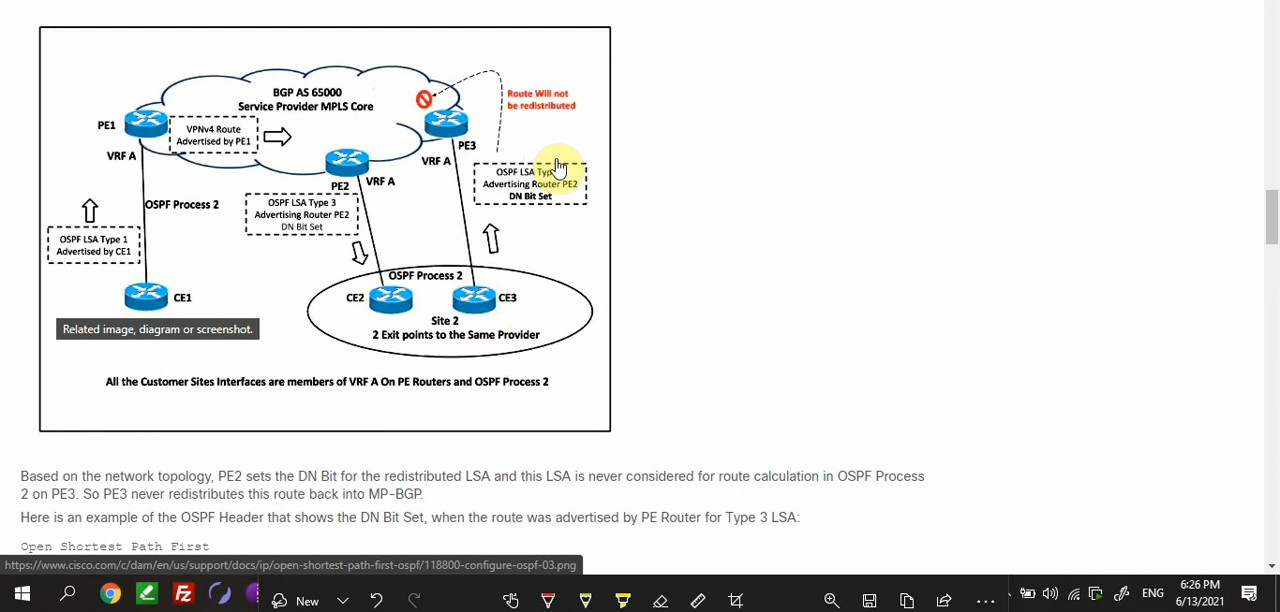 BGP AS 65000
Service Provider MPLS Core
Route Will not
be redistributed
PE1
VPNv4 Route
Advertised by PE1
PE3
VRF A
VRF A
PE2
VRF A
OSPF LSA Typ
Advertising Router PE2
DN Bit Set
OSPF Process 2
OSPF LSA Type 3
Advertising Router PE2
DN Bit Set
OSPF LSA Type 1
Advertised by CE1
OSPF Process 2
CE1
CE2
CE3
Site 2
2 Exit points to the Same Provider
Related image, diagram or screenshot.
All the Customer Sites Interfaces are members of VRF A On PE Routers and OSPF Process 2
Based on the network topology, PE2 sets the DN Bit for the redistributed LSA and this LSA is never considered for route calculation in OSPF Process
2 on PE3. So PE3 never redistributes this route back into MP-BGP.
Here is an example of the OSPF Header that shows the DN Bit Set, when the route was advertised by PE Router for Type 3 LSA:
Open Shortest Path First
https://www.cisco.com/c/dam/en/us/support/docs/ip/open-shortest-path-first-ospf/118800-configure-ospf-03.png
New
ENG
6:26 PM
6/13/2021